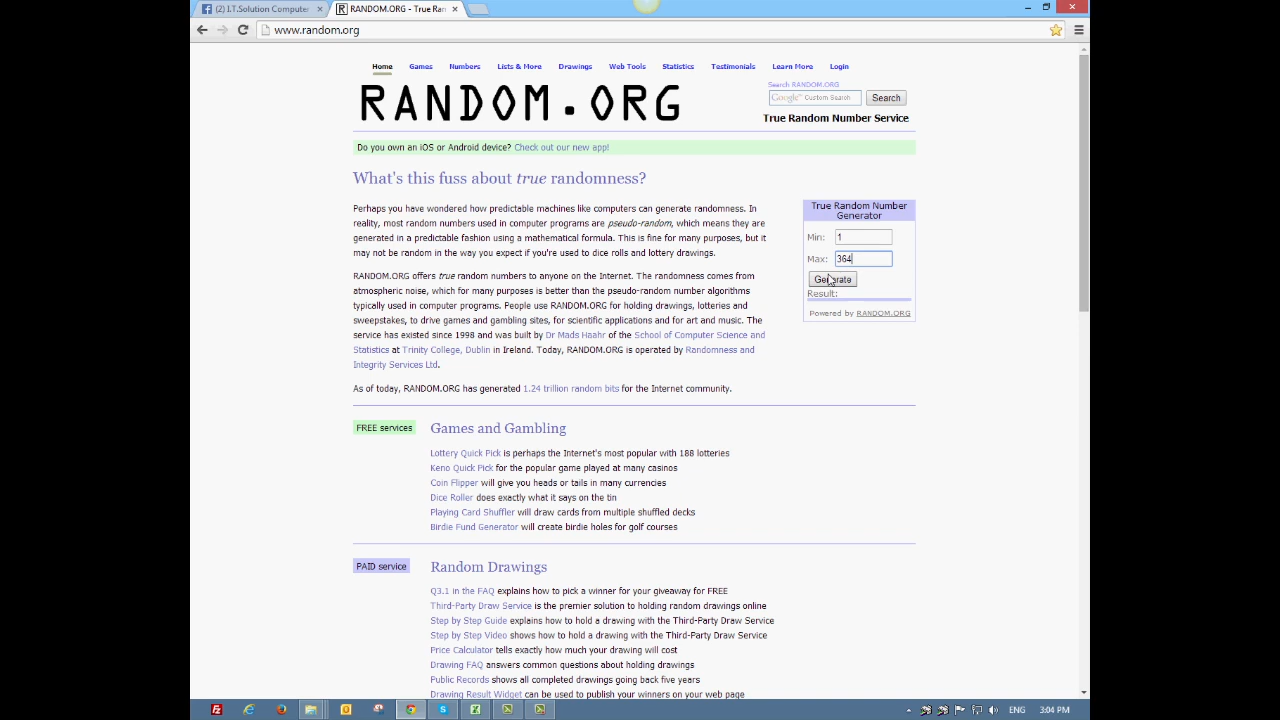 (2) I.T.Solution Computer
RANDOM.ORG - True Ran
www.random.org
Home Games Numbers Lists & More Drawings Web Tools Statistics Testimonials Learn More Login
Search RANDOM.ORG
RANDOM.ORG
Google™ Custom Search Search
True Random Number Service
Do you own an iOS or Android device? Check out our new app!
What's this fuss about true randomness?
Perhaps you have wondered how predictable machines like computers can generate randomness. In
reality, most random numbers used in computer programs are pseudo-random, which means they are
generated in a predictable fashion using a mathematical formula. This is fine for many purposes, but it
may not be random in the way you expect if you're used to dice rolls and lottery drawings.
RANDOM.ORG offers true random numbers to anyone on the Internet. The randomness comes from
atmospheric noise, which for many purposes is better than the pseudo-random number algorithms
typically used in computer programs. People use RANDOM.ORG for holding drawings, lotteries and
sweepstakes, to drive games and gambling sites, for scientific applications and for art and music. The
service has existed since 1998 and was built by Dr Mads Haahr of the School of Computer Science and
Statistics at Trinity College, Dublin in Ireland. Today, RANDOM.ORG is operated by Randomness and
Integrity Services Ltd.
As of today, RANDOM.ORG has generated 1.24 trillion random bits for the Internet community.
True Random Number
Generator
Min: 1
Max: 364
Generate
Result:
Powered by RANDOM.ORG
FREE services
Games and Gambling
Lottery Quick Pick is perhaps the Internet's most popular with 188 lotteries
Keno Quick Pick for the popular game played at many casinos
Coin Flipper will give you heads or tails in many currencies
Dice Roller does exactly what it says on the tin
Playing Card Shuffler will draw cards from multiple shuffled decks
Birdie Fund Generator will create birdie holes for golf courses
PAID service
Random Drawings
Q3.1 in the FAQ explains how to pick a winner for your giveaway for FREE
Third-Party Draw Service is the premier solution to holding random drawings online
Step by Step Guide explains how to hold a drawing with the Third-Party Draw Service
Step by Step Video shows how to hold a drawing with the Third-Party Draw Service
Price Calculator tells exactly how much your drawing will cost
Drawing FAQ answers common questions about holding drawings
Public Records shows all completed drawings going back five years
Drawing Result Widget can be used to publish your winners on your web page
ENG 3:04 PM